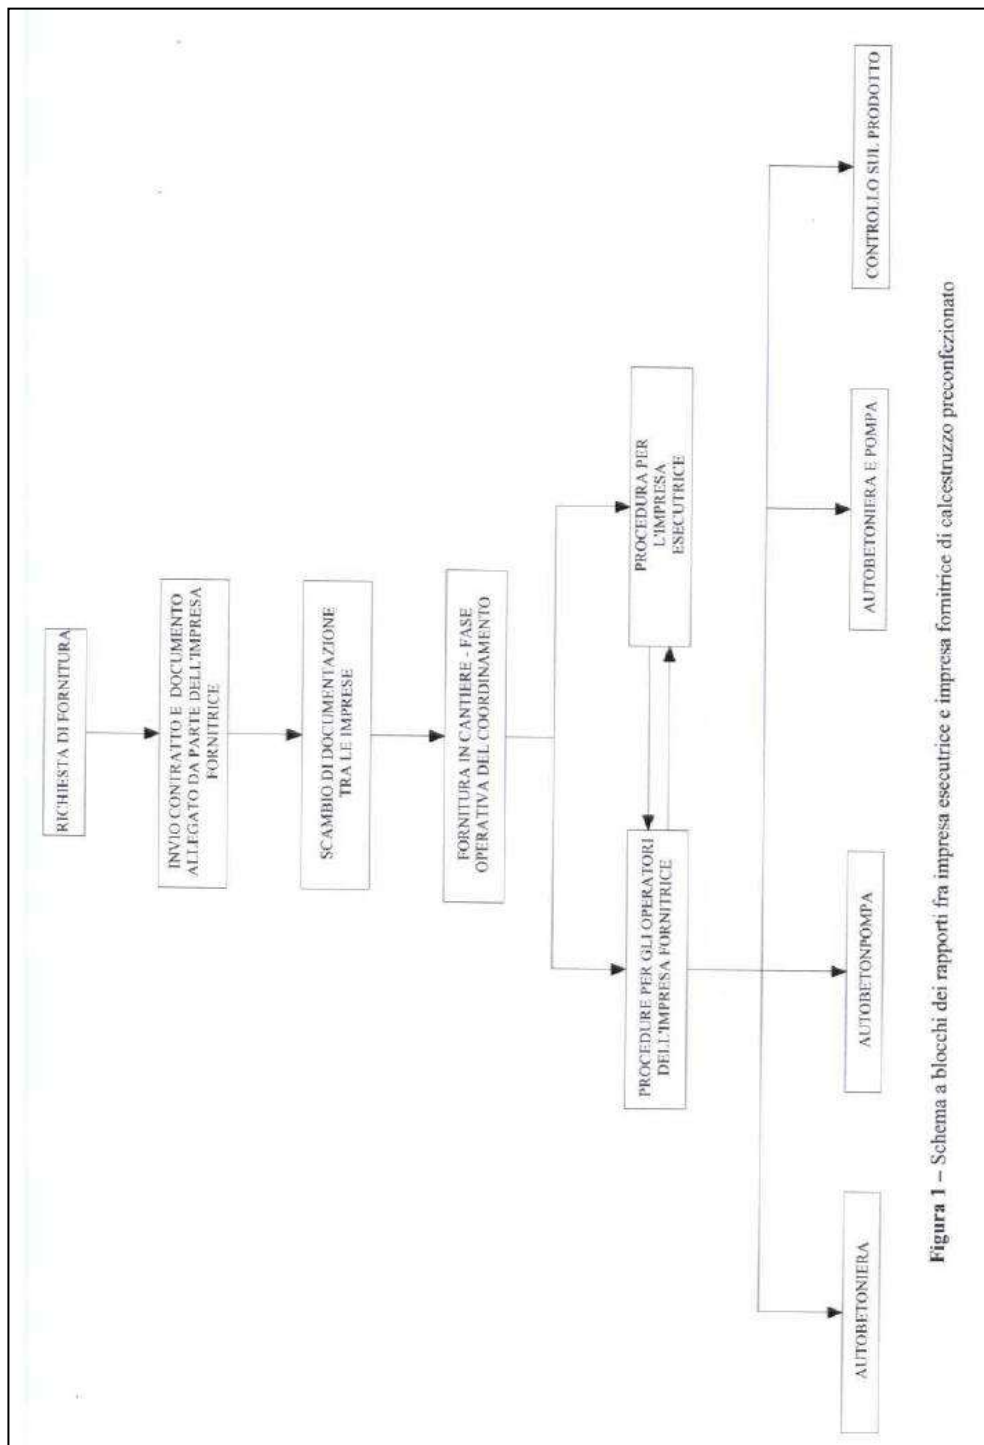 RICHIESTA DI FORNITURA
INVIO CONTRATTO E DOCUMENTO
ALLEGATO DA PARTE DELL'IMPRESA
FORNITRICE
SCAMBIO DI DOCUMENTAZIONE
TRA LE IMPRESE
FORNITURA IN CANTIERE - FASE
OPERATIVA DEL COORDINAMENTO
PROCEDURE PER GLI OPERATORI
DELL'IMPRESA FORNITRICE
PROCEDURA PER
L'IMPRESA
ESECUTRICE
AUTOBETONIERA
AUTOBETONPOMPA
AUTOBETONIERA E POMPA
CONTROLLO SUL PRODOTTO
Figura 1 – Schema a blocchi dei rapporti fra impresa esecutrice e impresa fornitrice di calcestruzzo preconfezionato